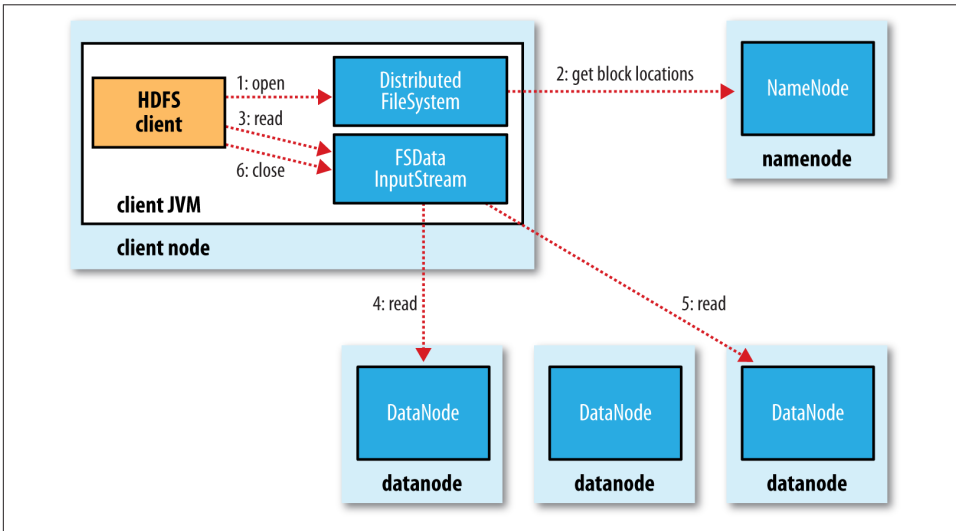 HDFS
client
1: open
3: read
6: close
Distributed
FileSystem
FSData
InputStream
client JVM
client node
2: get block locations
NameNode
namenode
4: read
5: read
DataNode
datanode
DataNode
datanode
DataNode
datanode